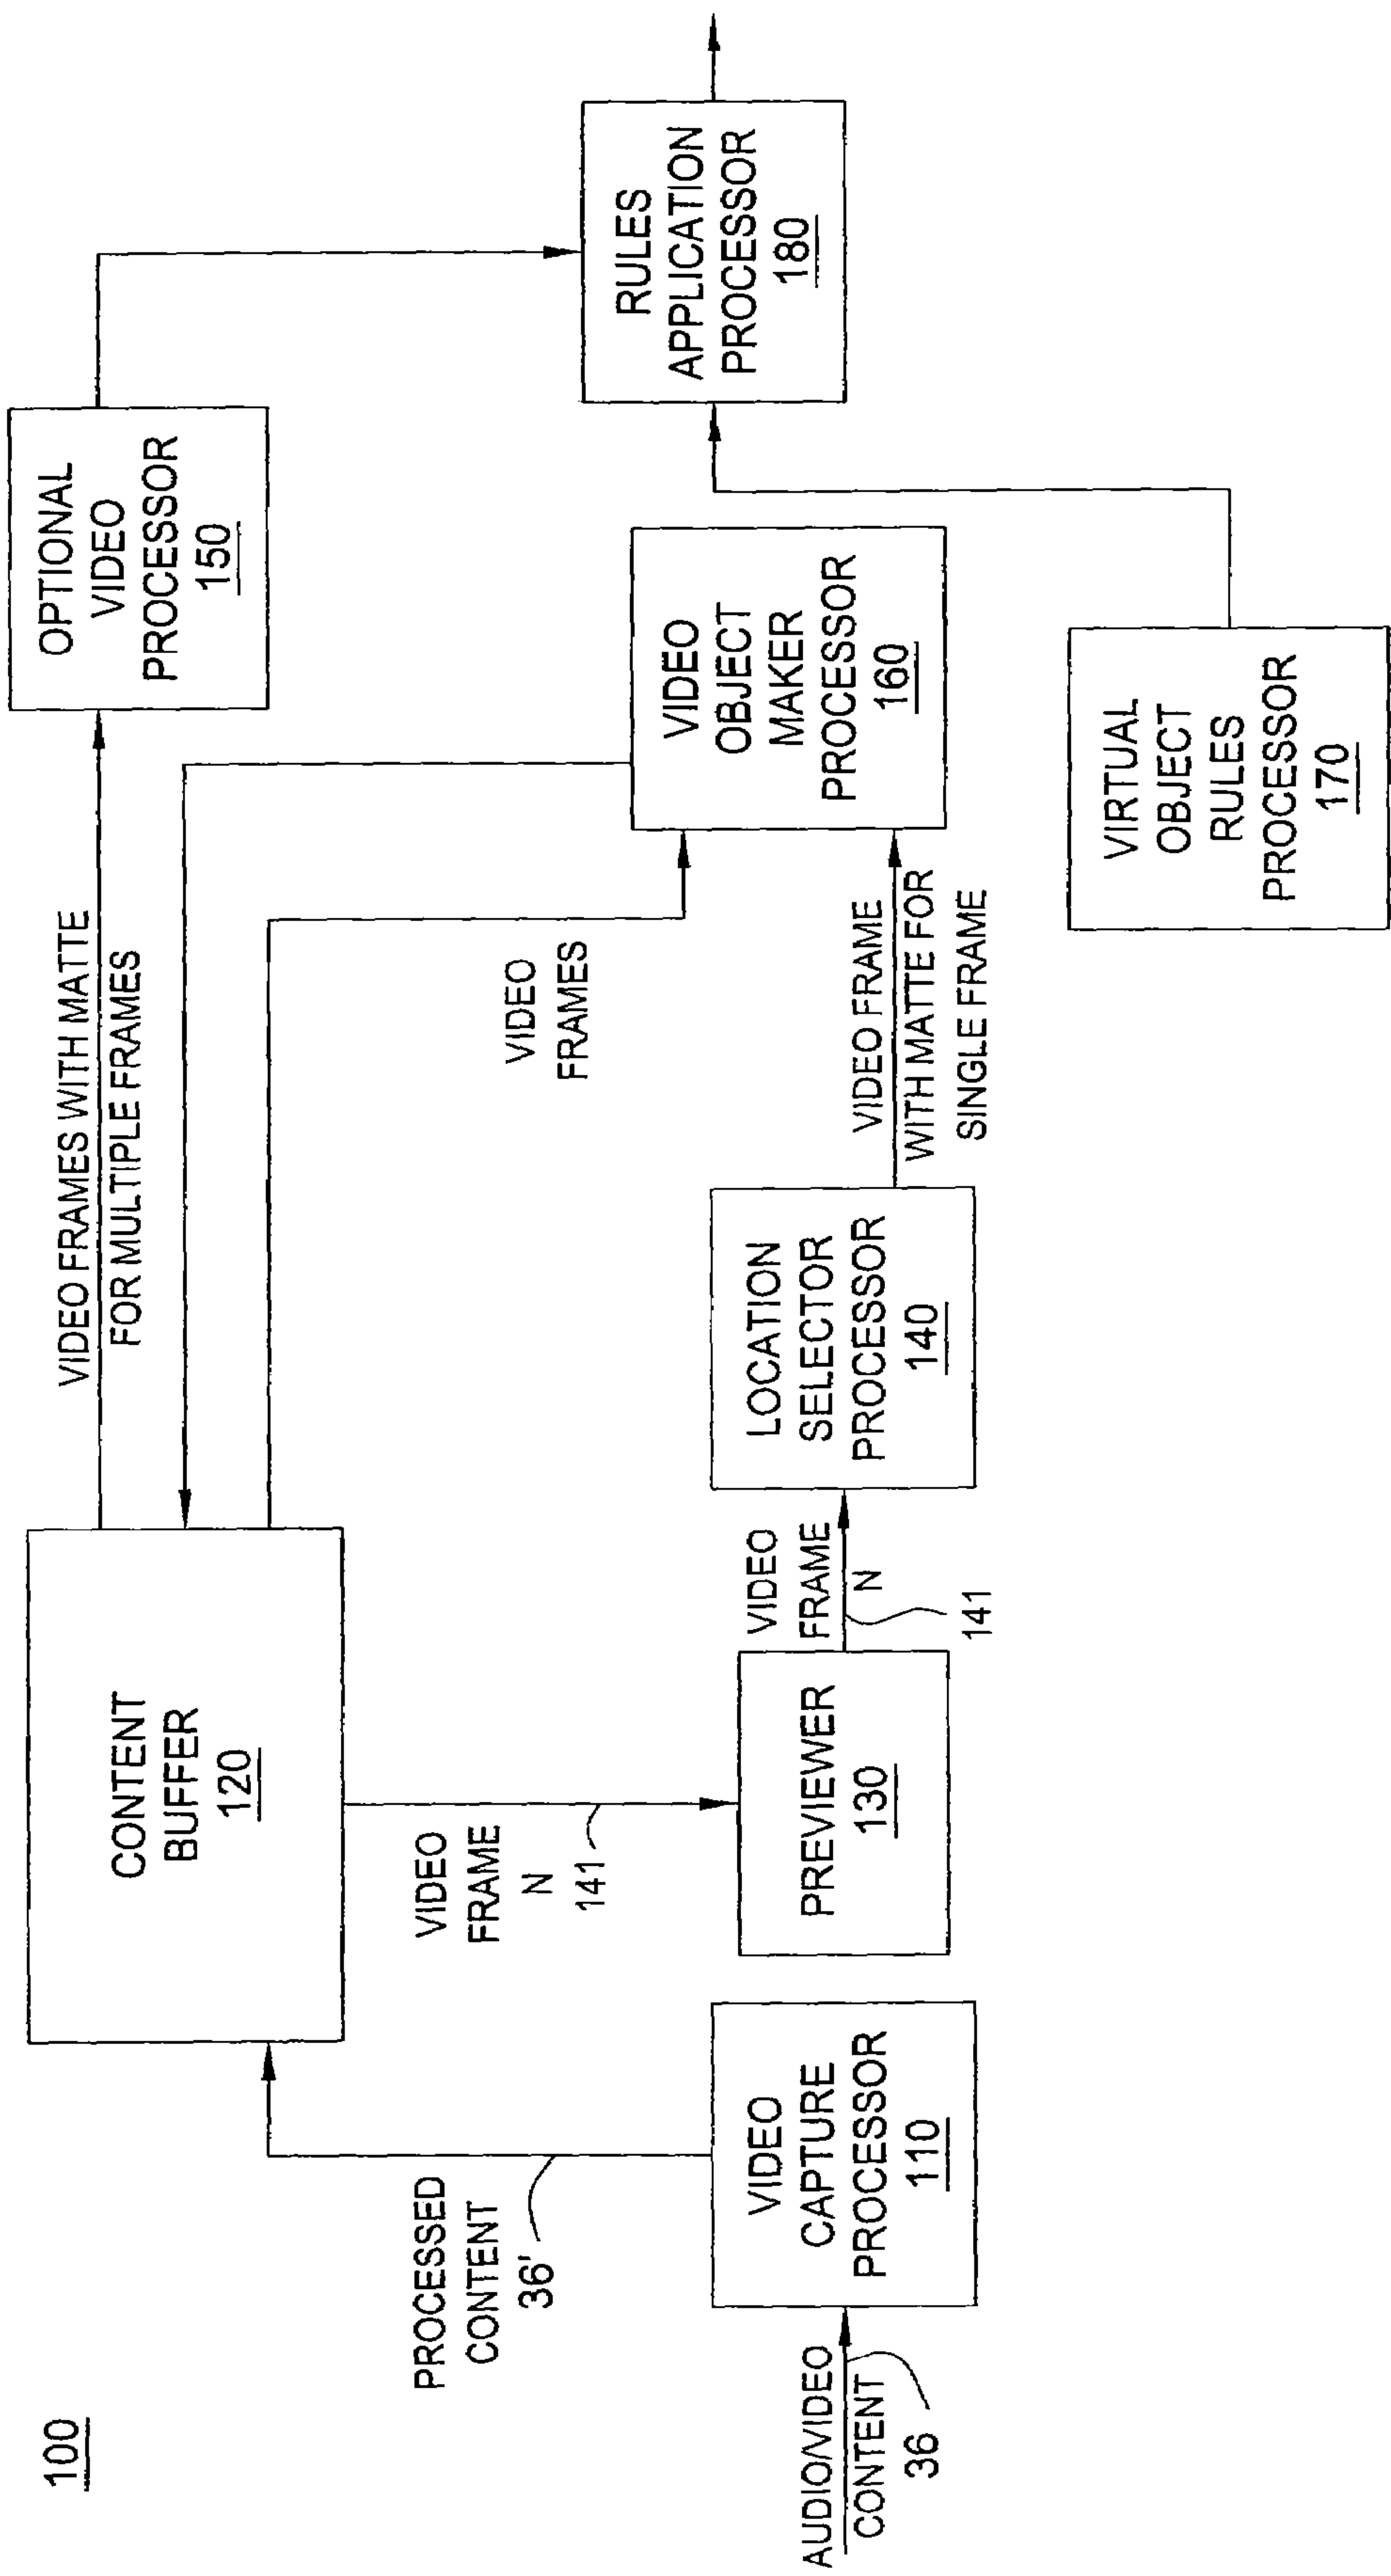 100
AUDIO/VIDEO
CONTENT
36
VIDEO
CAPTURE
PROCESSOR
110
PROCESSED
CONTENT
36'
CONTENT
BUFFER
120
VIDEO
FRAME
N
141
PREVIEWER
130
VIDEO
FRAME
N
141
LOCATION
SELECTOR
PROCESSOR
140
VIDEO FRAMES WITH MATTE
FOR MULTIPLE FRAMES
VIDEO
FRAMES
VIDEO FRAME
WITH MATTE FOR
SINGLE FRAME
OPTIONAL
VIDEO
PROCESSOR
150
VIDEO
OBJECT
MAKER
PROCESSOR
160
VIRTUAL
OBJECT
RULES
PROCESSOR
170
RULES
APPLICATION
PROCESSOR
180